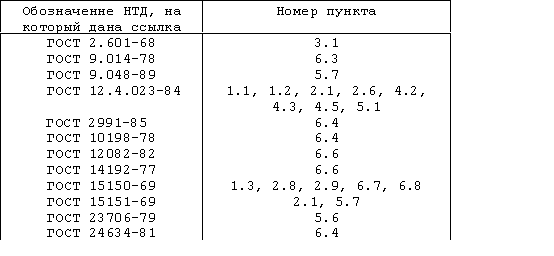 Обозначение НТД, на Номер пункта
который дана ссылка
ГОСТ 2.601-68 3.1
ГОСТ 9.014-78 6.3
ГОСТ 9.048-89 5.7
ГОСТ 12.4.023-84 1.1, 1.2, 2.1, 2.6, 4.2,
4.3, 4.5, 5.1
ГОСТ 2991-85 6.4
ГОСТ 10198-78 6.4
ГОСТ 12082-82 6.6
ГОСТ 14192-77 6.6
ГОСТ 15150-69 1.3, 2.8, 2.9, 6.7, 6.8
ГОСТ 15151-69 2.1, 5.7
ГОСТ 23706-79 5.6
ГОСТ 24634-81 6.4